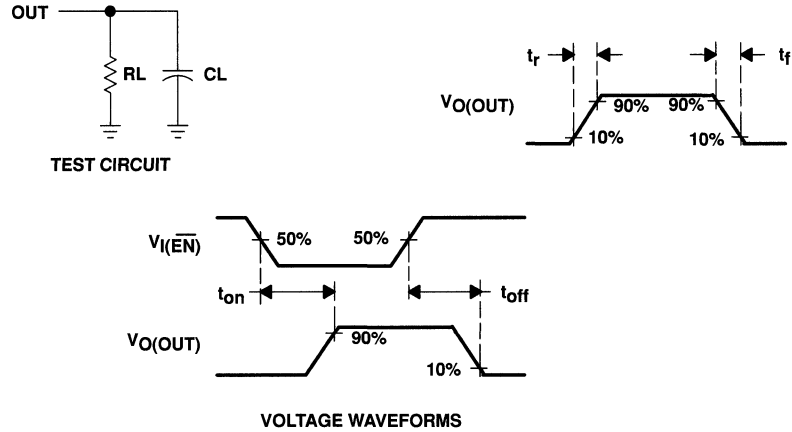 OUT
RL
CL
TEST CIRCUIT
tr
tf
VO(OUT)
90%
90%
10%
10%
VI(E̅N̅)
50%
50%
ton
toff
VO(OUT)
90%
10%
VOLTAGE WAVEFORMS